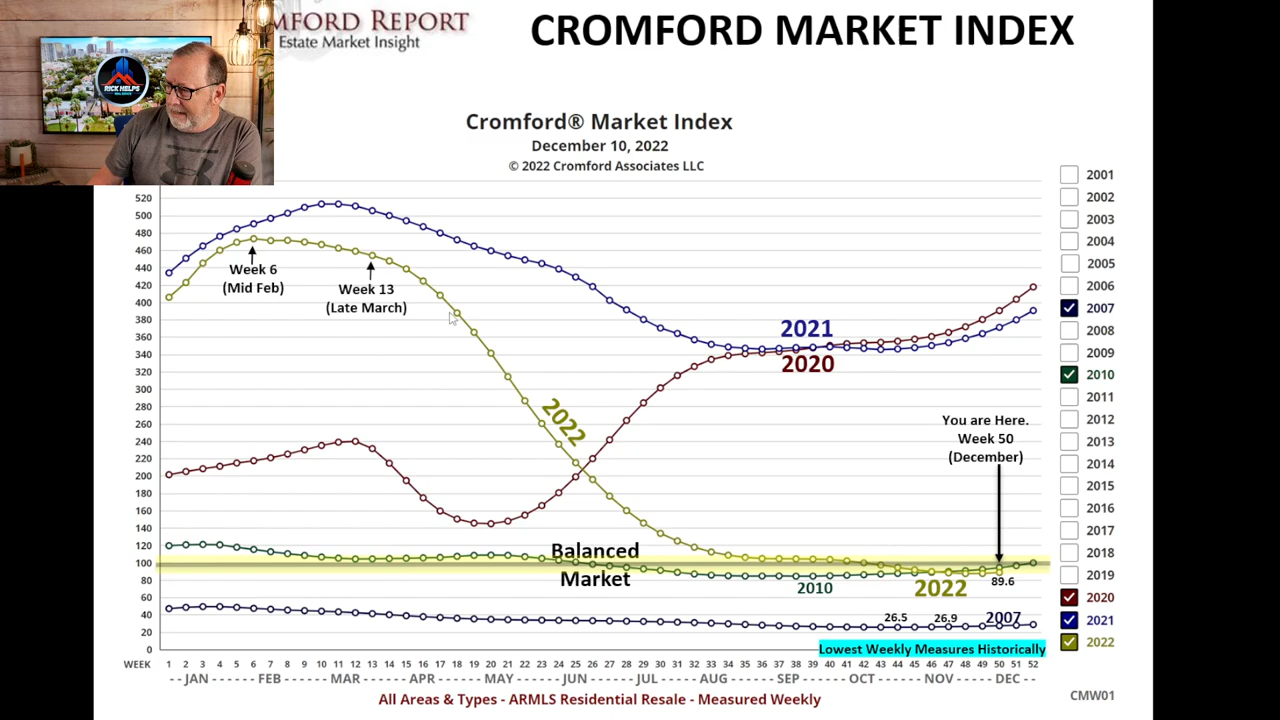 MFORD REPORT
Estate Market Insight
CROMFORD MARKET INDEX
RICK HELPS
REAL ESTATE
Cromford® Market Index
December 10, 2022
© 2022 Cromford Associates LLC
520
500
480
460
440
420
400
380
360
340
320
300
280
260
240
220
200
180
160
140
120
100
80
60
40
20
0
Week 6
(Mid Feb)
Week 13
(Late March)
2021
2020
2022
You are Here.
Week 50
(December)
Balanced
Market
2010
2022
89.6
26.5
26.9
2007
Lowest Weekly Measures Historically
WEEK 1 2 3 4 5 6 7 8 9 10 11 12 13 14 15 16 17 18 19 20 21 22 23 24 25 26 27 28 29 30 31 32 33 34 35 36 37 38 39 40 41 42 43 44 45 46 47 48 49 50 51 52
- - JAN - - - - - FEB - - - - - - MAR - - - - - - APR - - - - - - MAY - - - - - - JUN - - - - - JUL - - - - - AUG - - - - - - SEP - - - - - - OCT - - - - - - NOV - - - - - DEC - - -
All Areas & Types - ARMLS Residential Resale - Measured Weekly
CMW01
2001
2002
2003
2004
2005
2006
2007
2008
2009
2010
2011
2012
2013
2014
2015
2016
2017
2018
2019
2020
2021
2022